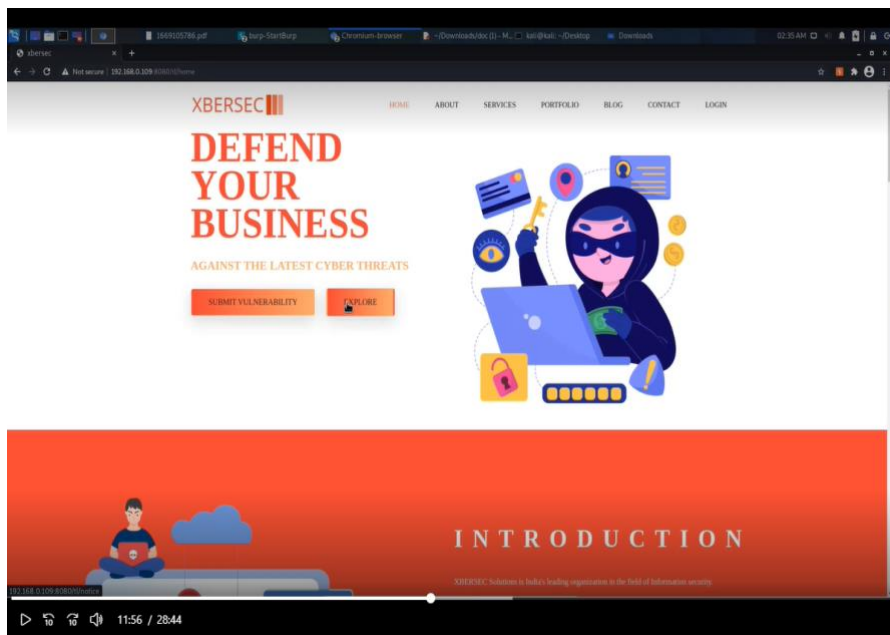 1669105786.pdf burp-StartBurp Chromium-browser ~/Downloads/doc (1) - M... kali@kali: ~/Desktop Downloads 02:35 AM
xbersec
Not secure 192.168.0.109:8080
XBERSEC HOME ABOUT SERVICES PORTFOLIO BLOG CONTACT LOGIN
DEFEND
YOUR
BUSINESS
AGAINST THE LATEST CYBER THREATS
SUBMIT VULNERABILITY EXPLORE
INTRODUCTION
XBERSEC Solutions is India's leading organization in the field of Information security.
10 10 11:56 / 28:44